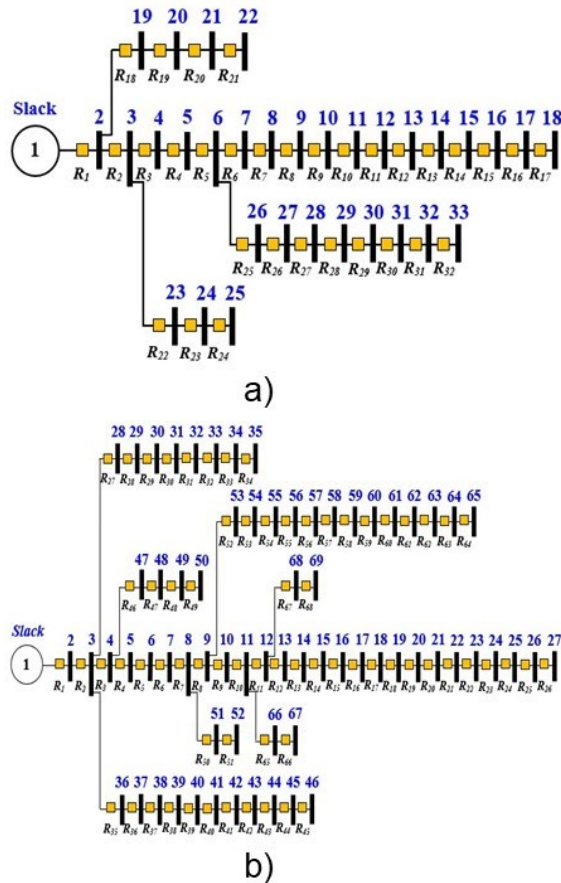 19 20 21 22
R18 R19 R20 R21
Slack
1
2 3 4 5 6 7 8 9 10 11 12 13 14 15 16 17 18
R1 R2 R3 R4 R5 R6 R7 R8 R9 R10 R11 R12 R13 R14 R15 R16 R17
26 27 28 29 30 31 32 33
R25 R26 R27 R28 R29 R30 R31 R32
23 24 25
R22 R23 R24
a)
28 29 30 31 32 33 34 35
R27 R28 R29 R30 R31 R32 R33 R34
53 54 55 56 57 58 59 60 61 62 63 64 65
R52 R53 R54 R55 R56 R57 R58 R59 R60 R61 R62 R63 R64
47 48 49 50
R46 R47 R48 R49
68 69
R67 R68
Slack
1
2 3 4 5 6 7 8 9 10 11 12 13 14 15 16 17 18 19 20 21 22 23 24 25 26 27
R1 R2 R3 R4 R5 R6 R7 R8 R9 R10 R11 R12 R13 R14 R15 R16 R17 R18 R19 R20 R21 R22 R23 R24 R25 R26
51 52
R50 R51
66 67
R65 R66
36 37 38 39 40 41 42 43 44 45 46
R35 R36 R37 R38 R39 R40 R41 R42 R43 R44 R45
b)